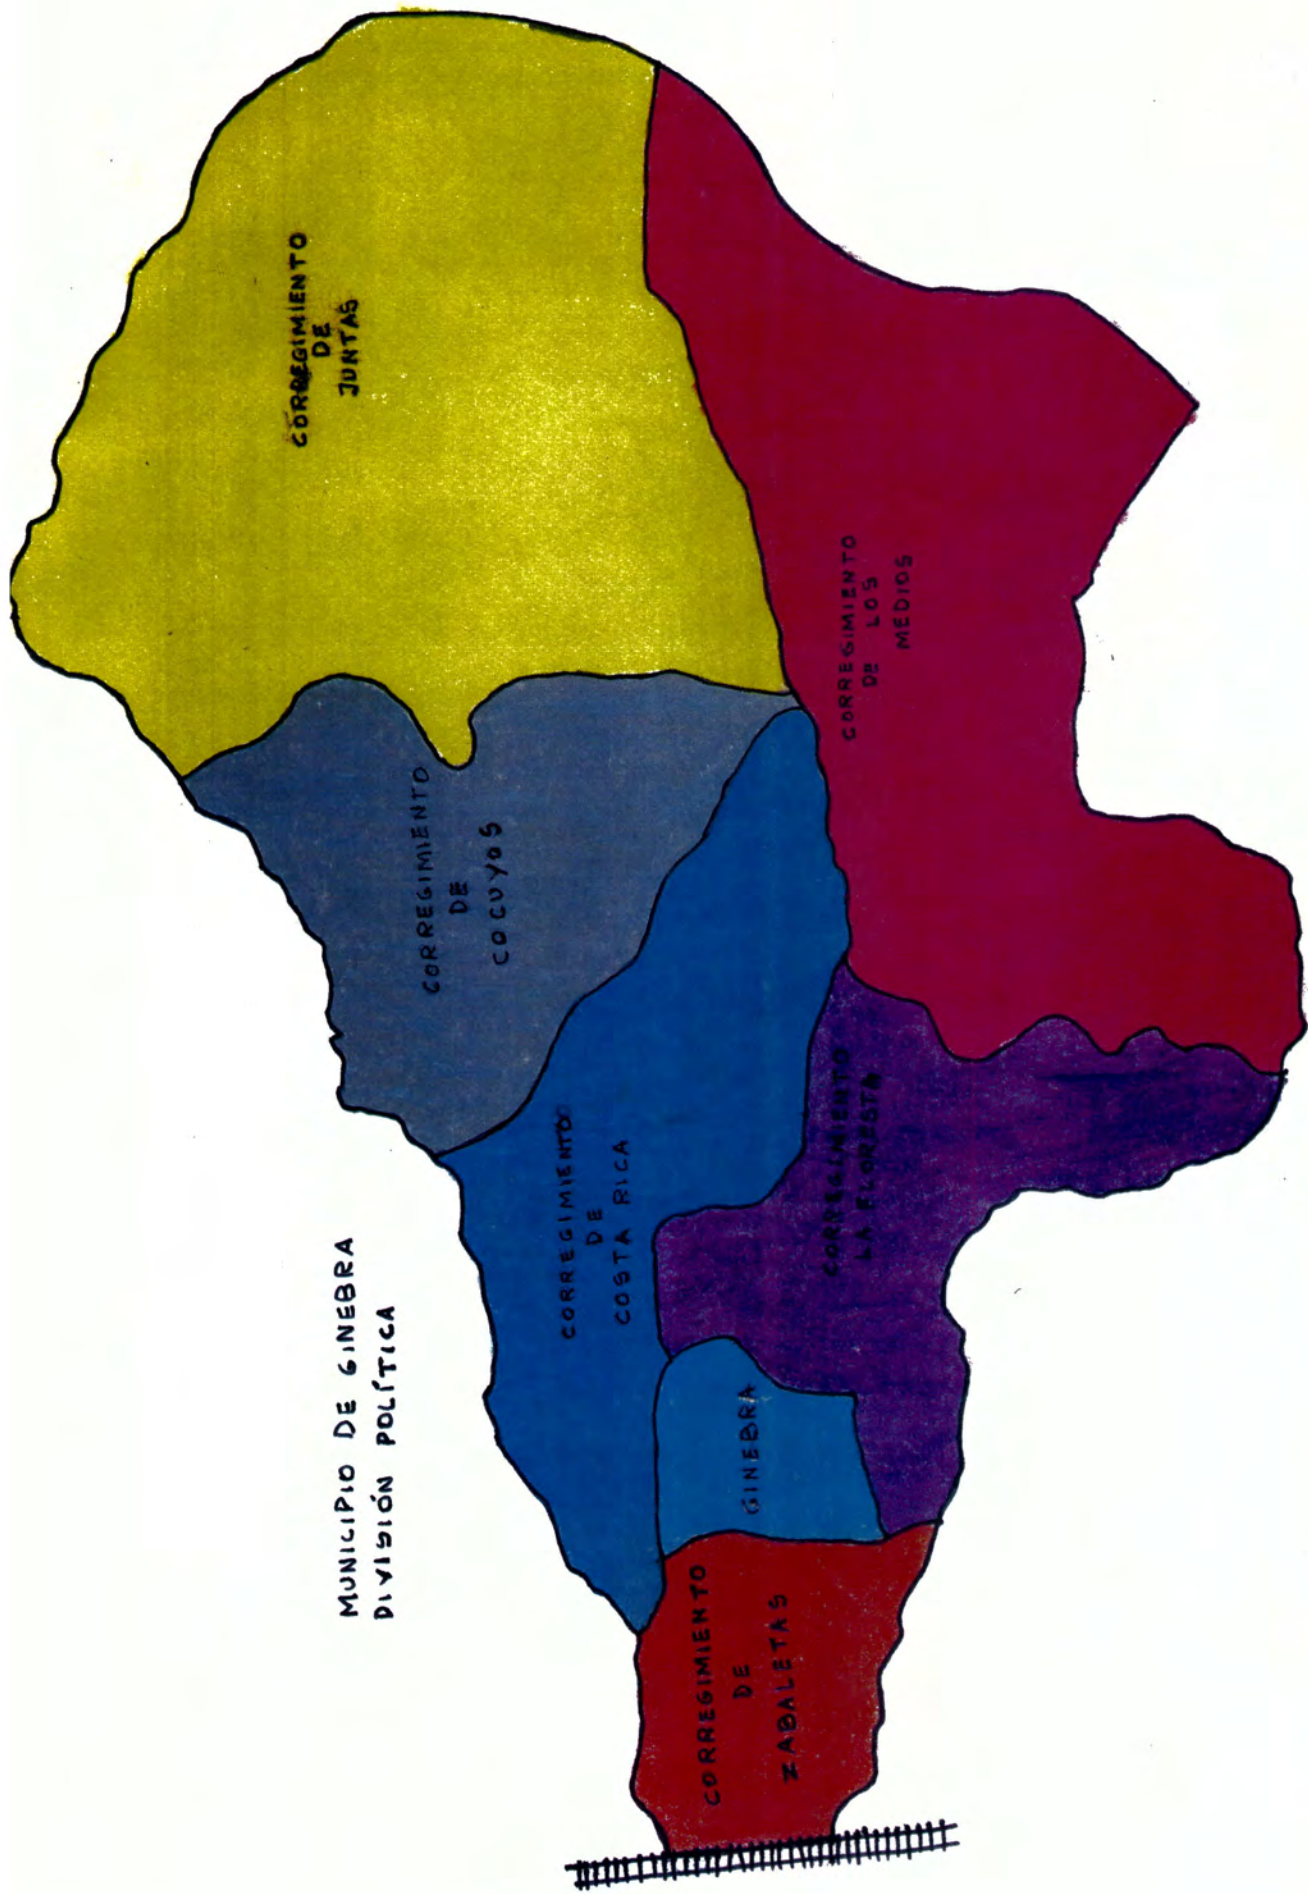 MUNICIPIO DE GINEBRA
DIVISIÓN POLÍTICA
CORREGIMIENTO
DE
JUNTAS
CORREGIMIENTO
DE
COCUYOS
CORREGIMIENTO
DE LOS
MEDIOS
CORREGIMIENTO
DE
COSTA RICA
CORREGIMIENTO
LA FLORESTA
GINEBRA
CORREGIMIENTO
DE
ZABALETAS